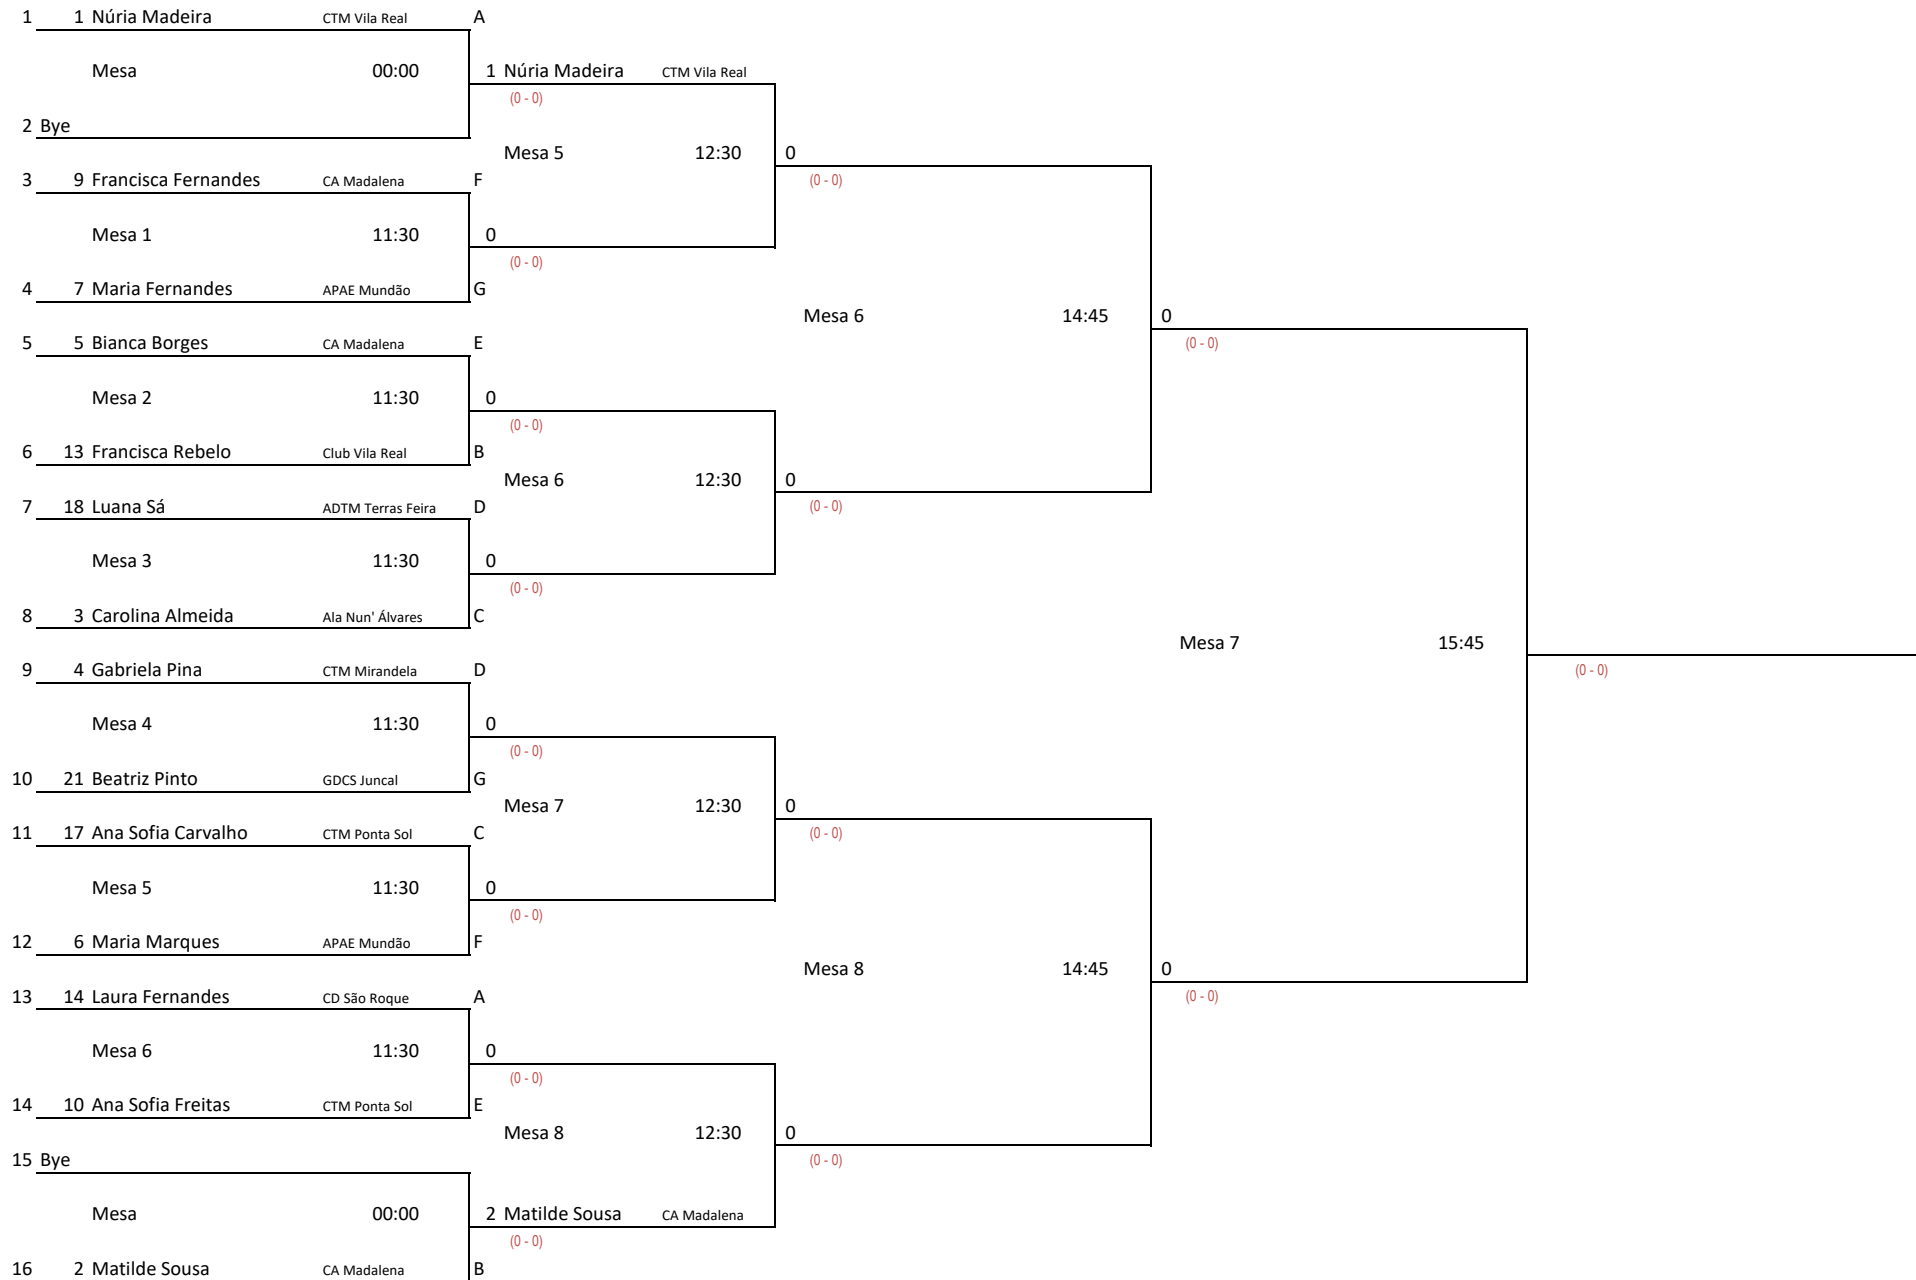 1 1 Núria Madeira CTM Vila Real A
Mesa 00:00 1 Núria Madeira CTM Vila Real
(0 - 0)
2 Bye
Mesa 5 12:30 0
3 9 Francisca Fernandes CA Madalena F (0 - 0)
Mesa 1 11:30 0
(0 - 0)
4 7 Maria Fernandes APAE Mundão G
Mesa 6 14:45 0
5 5 Bianca Borges CA Madalena E (0 - 0)
Mesa 2 11:30 0
(0 - 0)
6 13 Francisca Rebelo Club Vila Real B
Mesa 6 12:30 0
7 18 Luana Sá ADTM Terras Feira D (0 - 0)
Mesa 3 11:30 0
(0 - 0)
8 3 Carolina Almeida Ala Nun' Álvares C
Mesa 7 15:45
9 4 Gabriela Pina CTM Mirandela D (0 - 0)
Mesa 4 11:30 0
(0 - 0)
10 21 Beatriz Pinto GDCS Juncal G
Mesa 7 12:30 0
11 17 Ana Sofia Carvalho CTM Ponta Sol C (0 - 0)
Mesa 5 11:30 0
(0 - 0)
12 6 Maria Marques APAE Mundão F
Mesa 8 14:45 0
13 14 Laura Fernandes CD São Roque A (0 - 0)
Mesa 6 11:30 0
(0 - 0)
14 10 Ana Sofia Freitas CTM Ponta Sol E
Mesa 8 12:30 0
15 Bye (0 - 0)
Mesa 00:00 2 Matilde Sousa CA Madalena
(0 - 0)
16 2 Matilde Sousa CA Madalena B